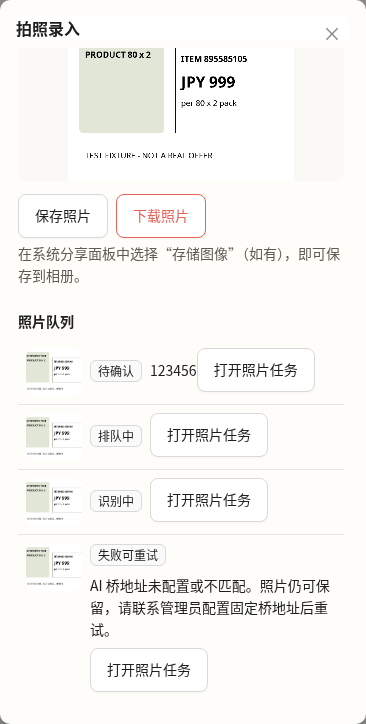 拍照录入
PRODUCT 80 x 2
ITEM 895585105
JPY 999
per 80 x 2 pack
TEST FIXTURE - NOT A REAL OFFER
保存照片
下载照片
在系统分享面板中选择“存储图像”（如有），即可保
存到相册。
照片队列
待确认
123456
打开照片任务
排队中
打开照片任务
识别中
打开照片任务
失败可重试
AI 桥地址未配置或不匹配。照片仍可保
留，请联系管理员配置固定桥地址后重
试。
打开照片任务